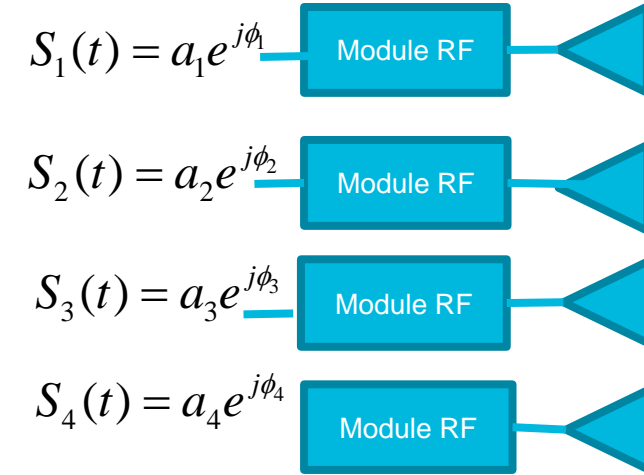 S₁(t) = a₁e^{jϕ₁} Module RF
S₂(t) = a₂e^{jϕ₂} Module RF
S₃(t) = a₃e^{jϕ₃} Module RF
S₄(t) = a₄e^{jϕ₄} Module RF